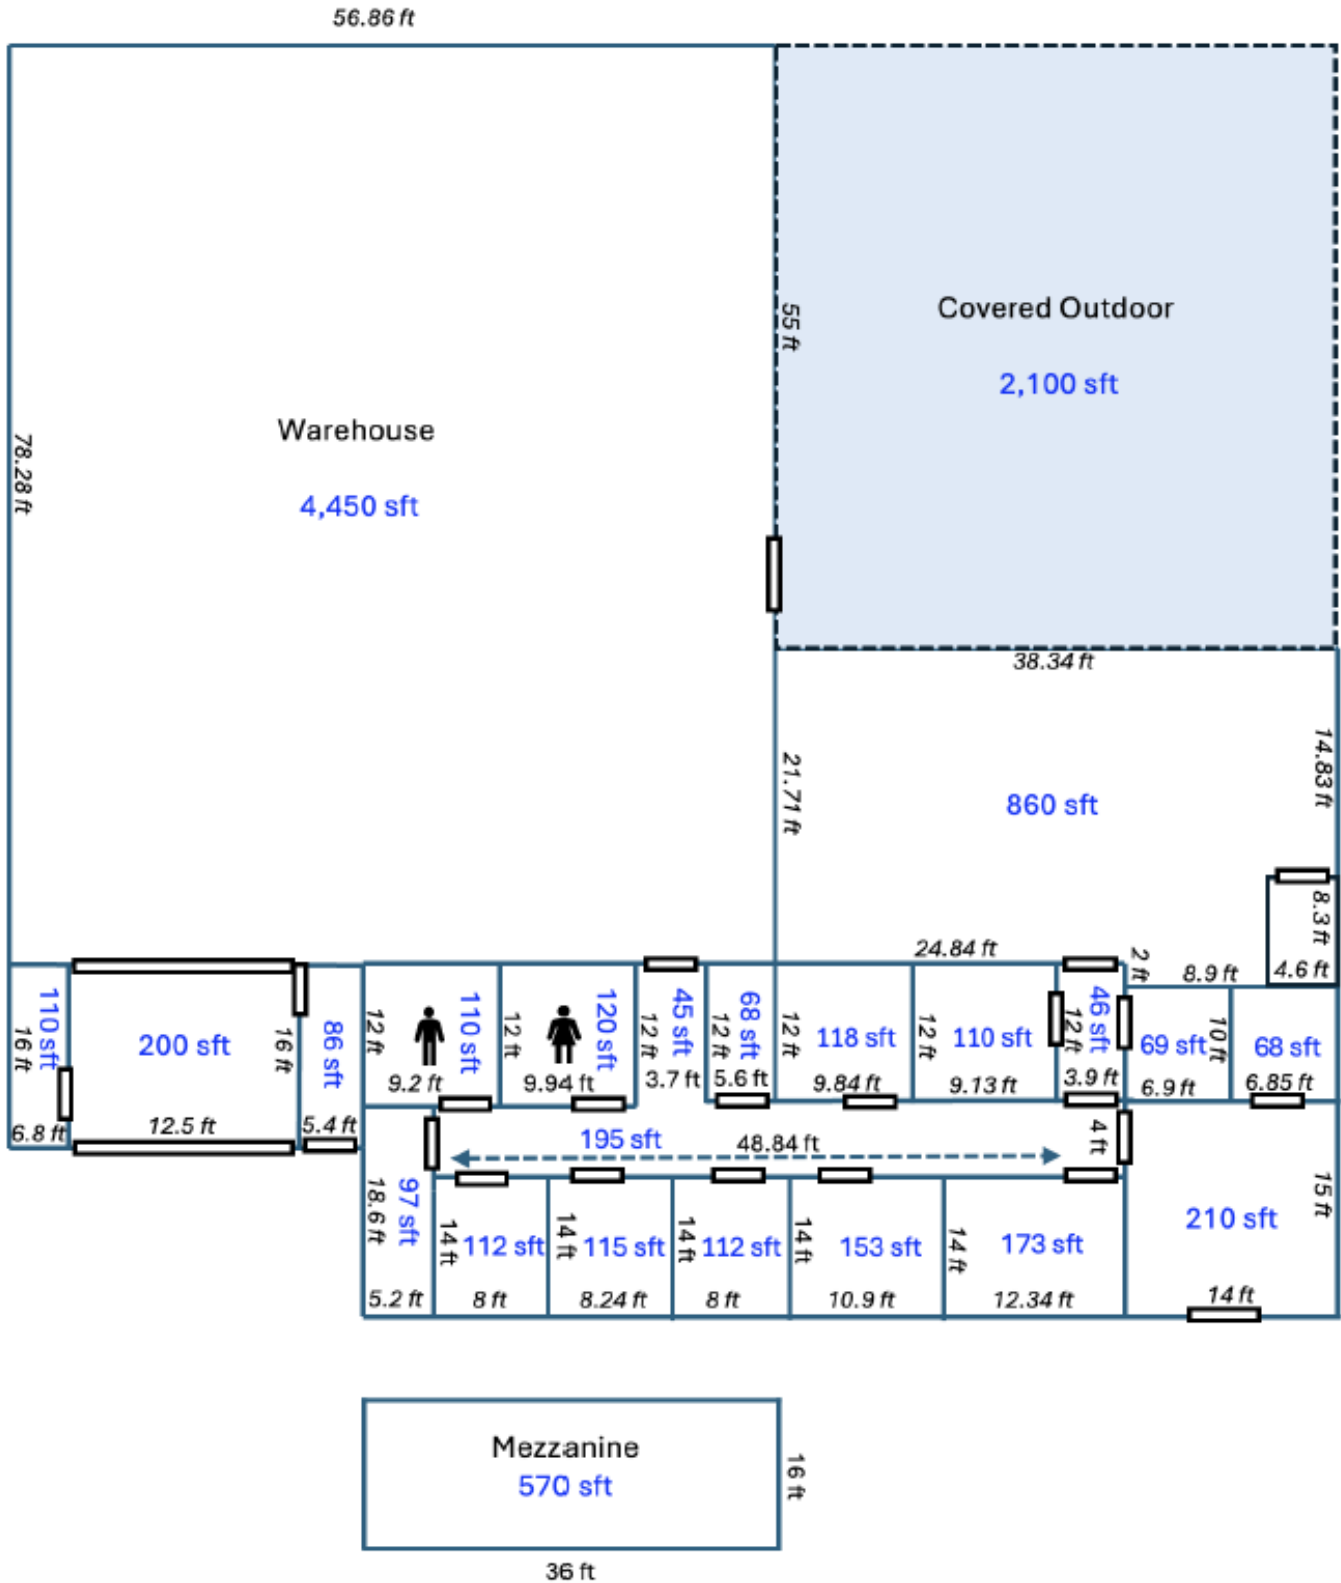 56.86 ft
55 ft
Covered Outdoor
2,100 sft
Warehouse
4,450 sft
78.28 ft
38.34 ft
14.83 ft
21.71 ft
860 sft
8.3 ft
4.6 ft
24.84 ft
2 ft
8.9 ft
110 sft
16 ft
6.8 ft
200 sft
12.5 ft
16 ft
86 sft
5.4 ft
12 ft
110 sft
9.2 ft
12 ft
120 sft
9.94 ft
12 ft
45 sft
3.7 ft
12 ft
68 sft
5.6 ft
12 ft
118 sft
9.84 ft
12 ft
110 sft
9.13 ft
46 sft
12 ft
3.9 ft
69 sft
6.9 ft
10 ft
68 sft
6.85 ft
195 sft
48.84 ft
4 ft
97 sft
18.6 ft
5.2 ft
14 ft
112 sft
8 ft
14 ft
115 sft
8.24 ft
14 ft
112 sft
8 ft
14 ft
153 sft
10.9 ft
14 ft
173 sft
12.34 ft
210 sft
15 ft
14 ft
Mezzanine
570 sft
16 ft
36 ft